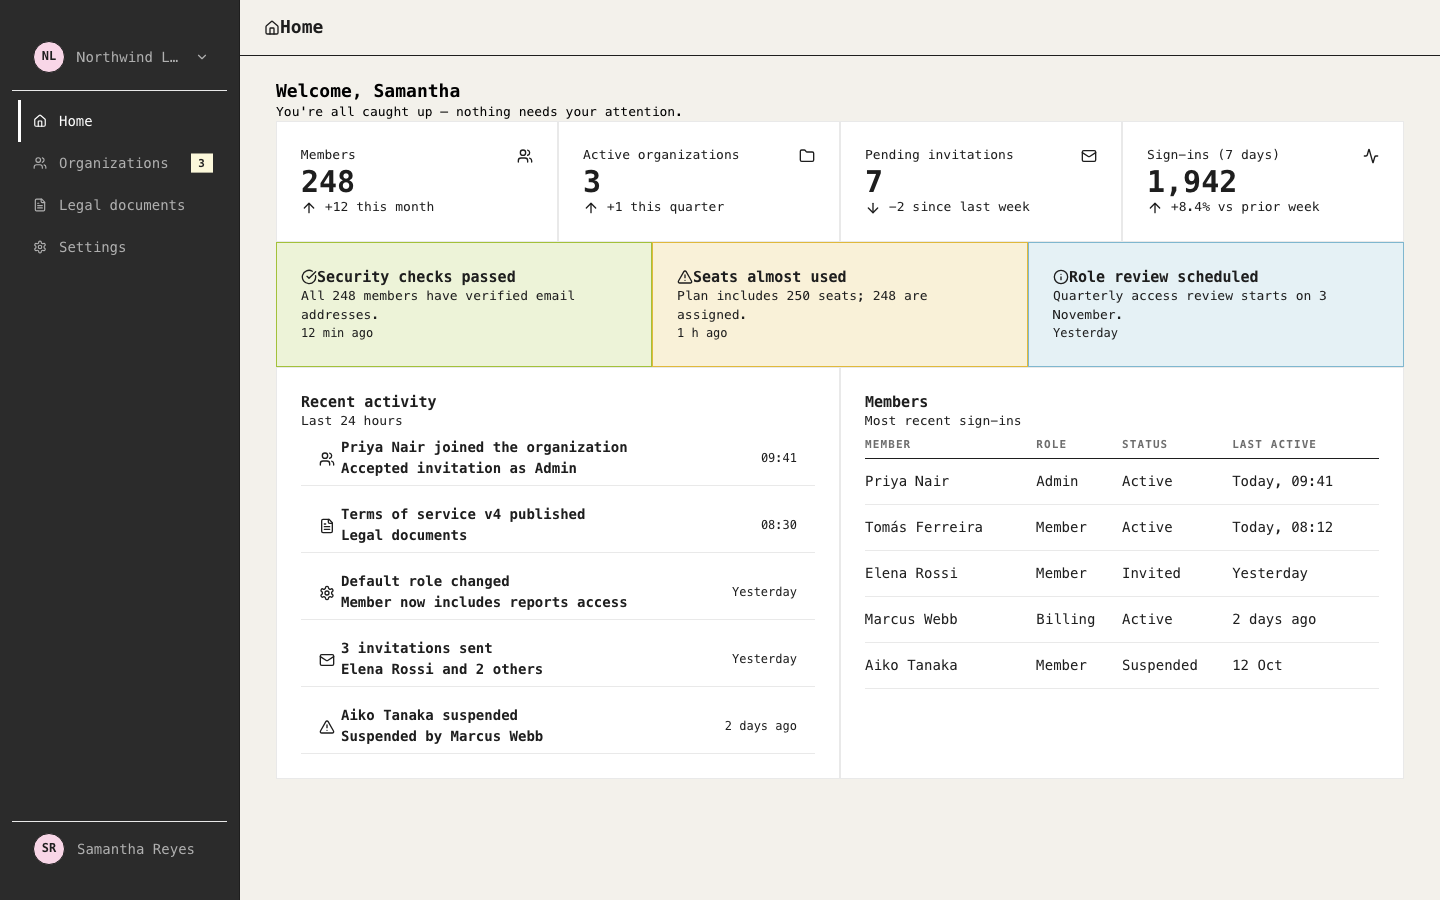 NL
Northwind L…
Home
Organizations
3
Legal documents
Settings
SR
Samantha Reyes
Home
Welcome, Samantha
You're all caught up — nothing needs your attention.
Members
248
+12 this month
Active organizations
3
+1 this quarter
Pending invitations
7
−2 since last week
Sign-ins (7 days)
1,942
+8.4% vs prior week
Security checks passed
All 248 members have verified email
addresses.
12 min ago
Seats almost used
Plan includes 250 seats; 248 are
assigned.
1 h ago
Role review scheduled
Quarterly access review starts on 3
November.
Yesterday
Recent activity
Last 24 hours
Priya Nair joined the organization
Accepted invitation as Admin
09:41
Terms of service v4 published
Legal documents
08:30
Default role changed
Member now includes reports access
Yesterday
3 invitations sent
Elena Rossi and 2 others
Yesterday
Aiko Tanaka suspended
Suspended by Marcus Webb
2 days ago
Members
Most recent sign-ins
MEMBER ROLE STATUS LAST ACTIVE
Priya Nair Admin Active Today, 09:41
Tomás Ferreira Member Active Today, 08:12
Elena Rossi Member Invited Yesterday
Marcus Webb Billing Active 2 days ago
Aiko Tanaka Member Suspended 12 Oct